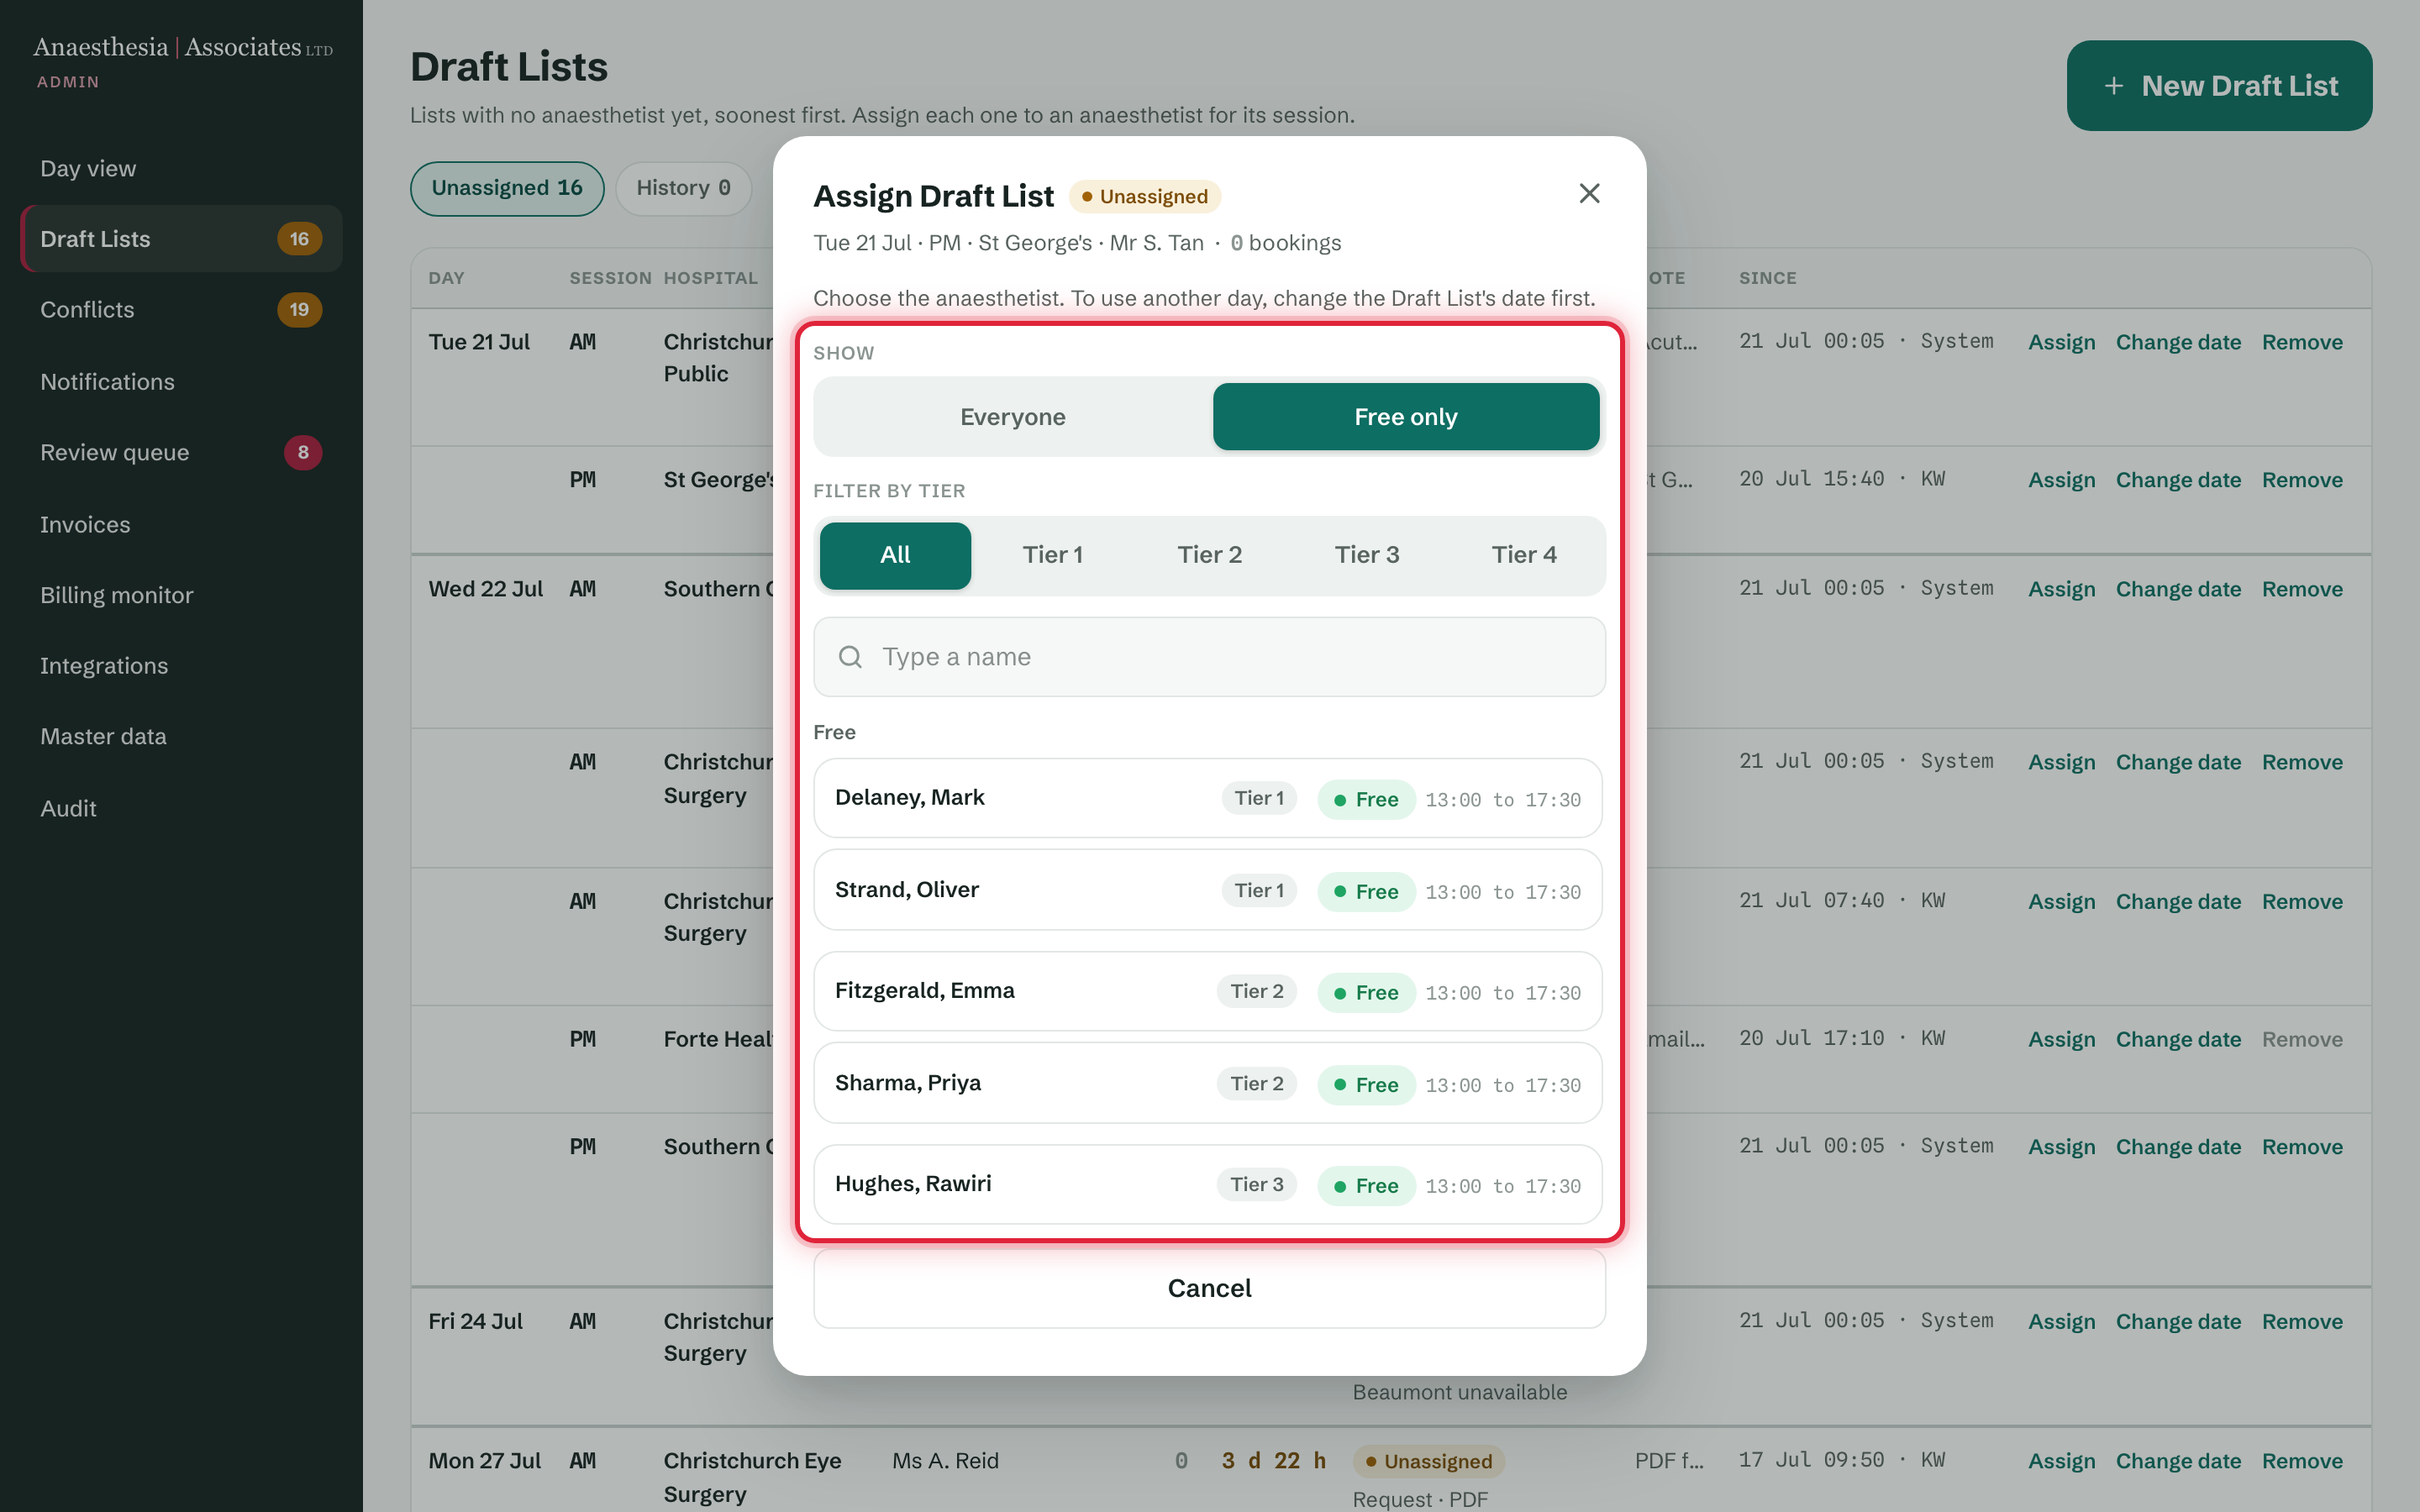 Anaesthesia | Associates LTD
ADMIN
Day view
Draft Lists 16
Conflicts 19
Notifications
Review queue 8
Invoices
Billing monitor
Integrations
Master data
Audit
Draft Lists
Lists with no anaesthetist yet, soonest first. Assign each one to an anaesthetist for its session.
+ New Draft List
Unassigned 16 History 0
DAY SESSION HOSPITAL OTE SINCE
Tue 21 Jul AM Christchur
Public
cut... 21 Jul 00:05 · System Assign Change date Remove
PM St George's t G... 20 Jul 15:40 · KW Assign Change date Remove
Wed 22 Jul AM Southern 21 Jul 00:05 · System Assign Change date Remove
AM Christchur 21 Jul 00:05 · System Assign Change date Remove
Surgery
AM Christchur 21 Jul 07:40 · KW Assign Change date Remove
Surgery
PM Forte Heal mail... 20 Jul 17:10 · KW Assign Change date Remove
PM Southern 21 Jul 00:05 · System Assign Change date Remove
Fri 24 Jul AM Christchur 21 Jul 00:05 · System Assign Change date Remove
Surgery
Beaumont unavailable
Mon 27 Jul AM Christchurch Eye Ms A. Reid 0 3 d 22 h Unassigned PDF f... 17 Jul 09:50 · KW Assign Change date Remove
Surgery
Request · PDF
Assign Draft List Unassigned
Tue 21 Jul · PM · St George's · Mr S. Tan · 0 bookings
Choose the anaesthetist. To use another day, change the Draft List's date first.
SHOW
Everyone Free only
FILTER BY TIER
All Tier 1 Tier 2 Tier 3 Tier 4
Type a name
Free
Delaney, Mark Tier 1 Free 13:00 to 17:30
Strand, Oliver Tier 1 Free 13:00 to 17:30
Fitzgerald, Emma Tier 2 Free 13:00 to 17:30
Sharma, Priya Tier 2 Free 13:00 to 17:30
Hughes, Rawiri Tier 3 Free 13:00 to 17:30
Cancel